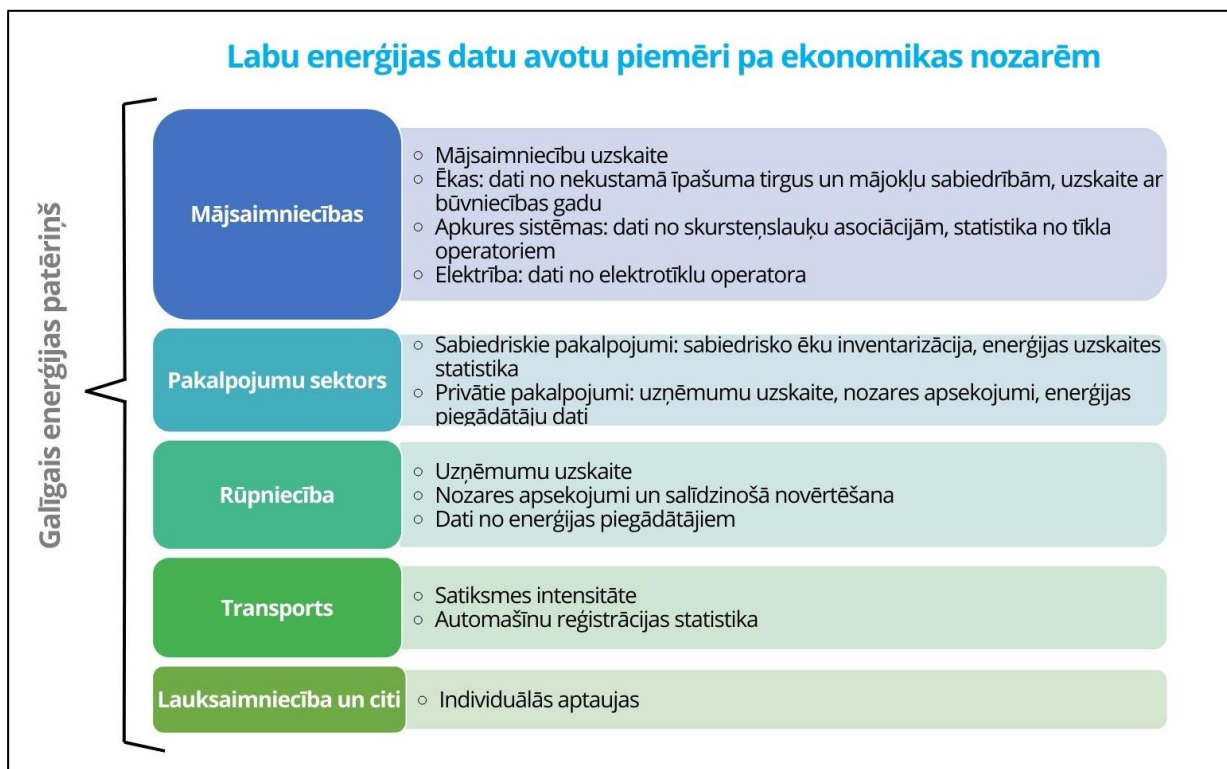 Labu enerģijas datu avotu piemēri pa ekonomikas nozarēm
Galīgais enerģijas patēriņš
Mājsaimniecības
○ Mājsaimniecību uzskaite
○ Ēkas: dati no nekustamā īpašuma tirgus un mājokļu sabiedrībām, uzskaite ar
būvniecības gadu
○ Apkures sistēmas: dati no skursteņslauķu asociācijām, statistika no tīkla
operatoriem
○ Elektrība: dati no elektrotīklu operatora
Pakalpojumu sektors
○ Sabiedriskie pakalpojumi: sabiedrisko ēku inventarizācija, enerģijas uzskaites
statistika
○ Privātie pakalpojumi: uzņēmumu uzskaite, nozares apsekojumi, enerģijas
piegādātāju dati
Rūpniecība
○ Uzņēmumu uzskaite
○ Nozares apsekojumi un salīdzinošā novērtēšana
○ Dati no enerģijas piegādātājiem
Transports
○ Satiksmes intensitāte
○ Automašīnu reģistrācijas statistika
Lauksaimniecība un citi
○ Individuālās aptaujas